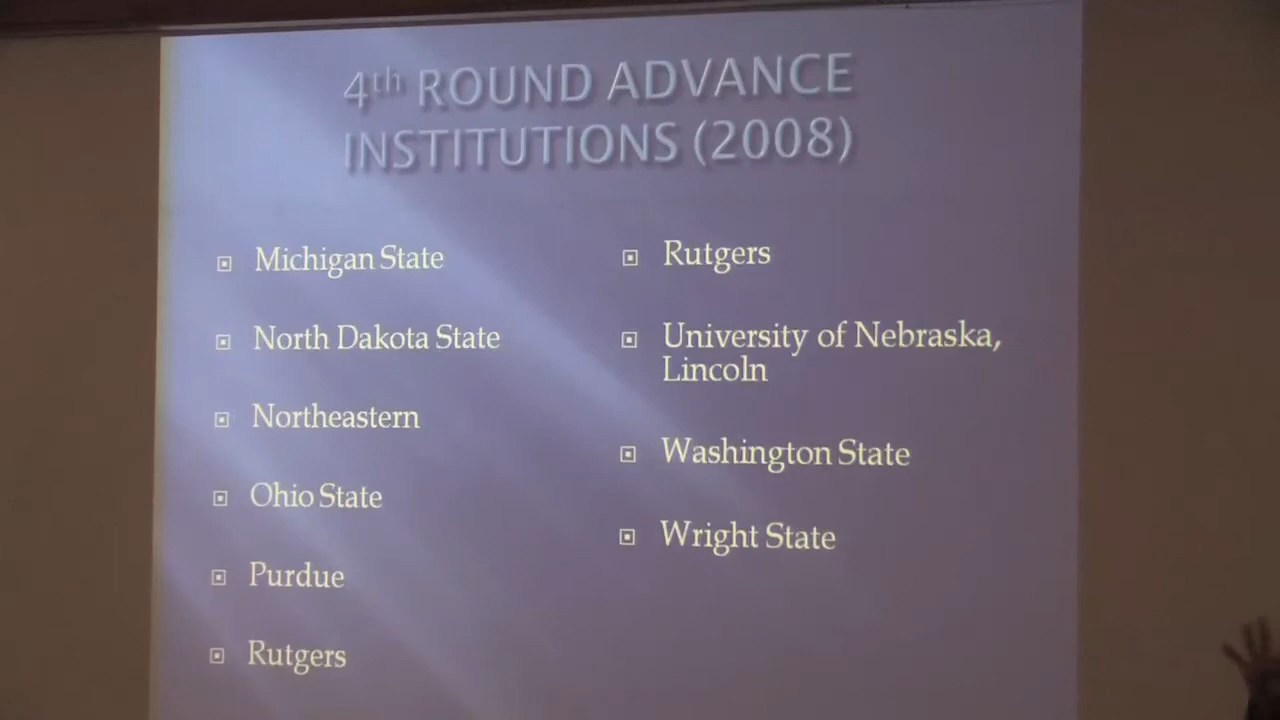 4th ROUND ADVANCE
INSTITUTIONS (2008)
Michigan State
North Dakota State
Northeastern
Ohio State
Purdue
Rutgers
Rutgers
University of Nebraska,
Lincoln
Washington State
Wright State